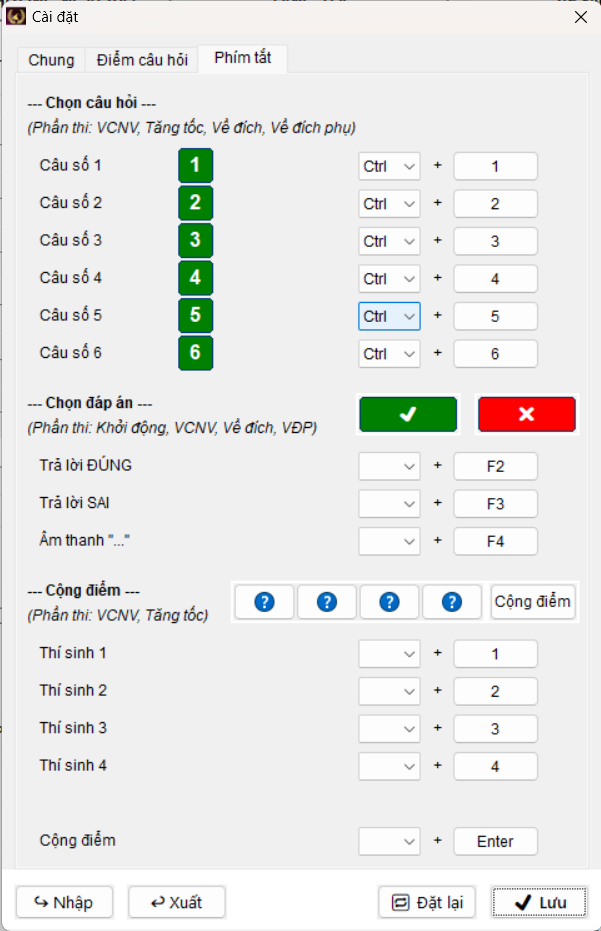 Cài đặt
Chung Điểm câu hỏi Phím tắt
--- Chọn câu hỏi ---
(Phần thi: VCNV, Tăng tốc, Về đích, Về đích phụ)
Câu số 1 1 Ctrl + 1
Câu số 2 2 Ctrl + 2
Câu số 3 3 Ctrl + 3
Câu số 4 4 Ctrl + 4
Câu số 5 5 Ctrl + 5
Câu số 6 6 Ctrl + 6
--- Chọn đáp án ---
(Phần thi: Khởi động, VCNV, Về đích, VĐP)
Trả lời ĐÚNG + F2
Trả lời SAI + F3
Âm thanh "..." + F4
--- Cộng điểm ---
(Phần thi: VCNV, Tăng tốc)
? ? ? ? Cộng điểm
Thí sinh 1 + 1
Thí sinh 2 + 2
Thí sinh 3 + 3
Thí sinh 4 + 4
Cộng điểm + Enter
Nhập Xuất Đặt lại Lưu